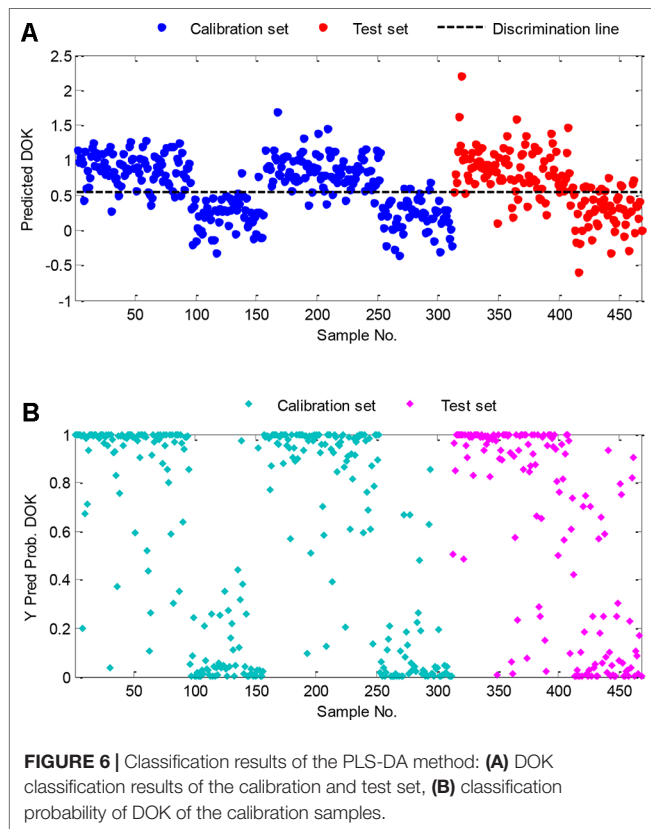 A
Calibration set Test set Discrimination line
2.5
2
1.5
1
0.5
0
-0.5
-1
Predicted DOK
50 100 150 200 250 300 350 400 450
Sample No.
B
Calibration set Test set
1
0.8
0.6
0.4
0.2
0
Y Pred Prob. DOK
50 100 150 200 250 300 350 400 450
Sample No.
FIGURE 6 | Classification results of the PLS-DA method: (A) DOK
classification results of the calibration and test set, (B) classification
probability of DOK of the calibration samples.